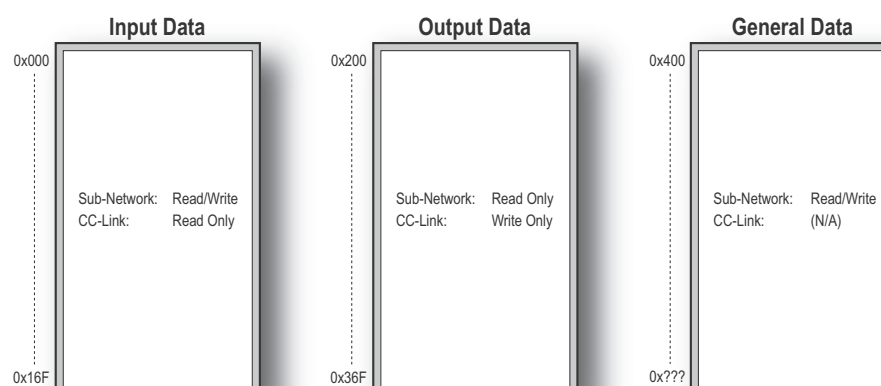 Input Data
0x000
Sub-Network: Read/Write
CC-Link: Read Only
0x16F
Output Data
0x200
Sub-Network: Read Only
CC-Link: Write Only
0x36F
General Data
0x400
Sub-Network: Read/Write
CC-Link: (N/A)
0x???